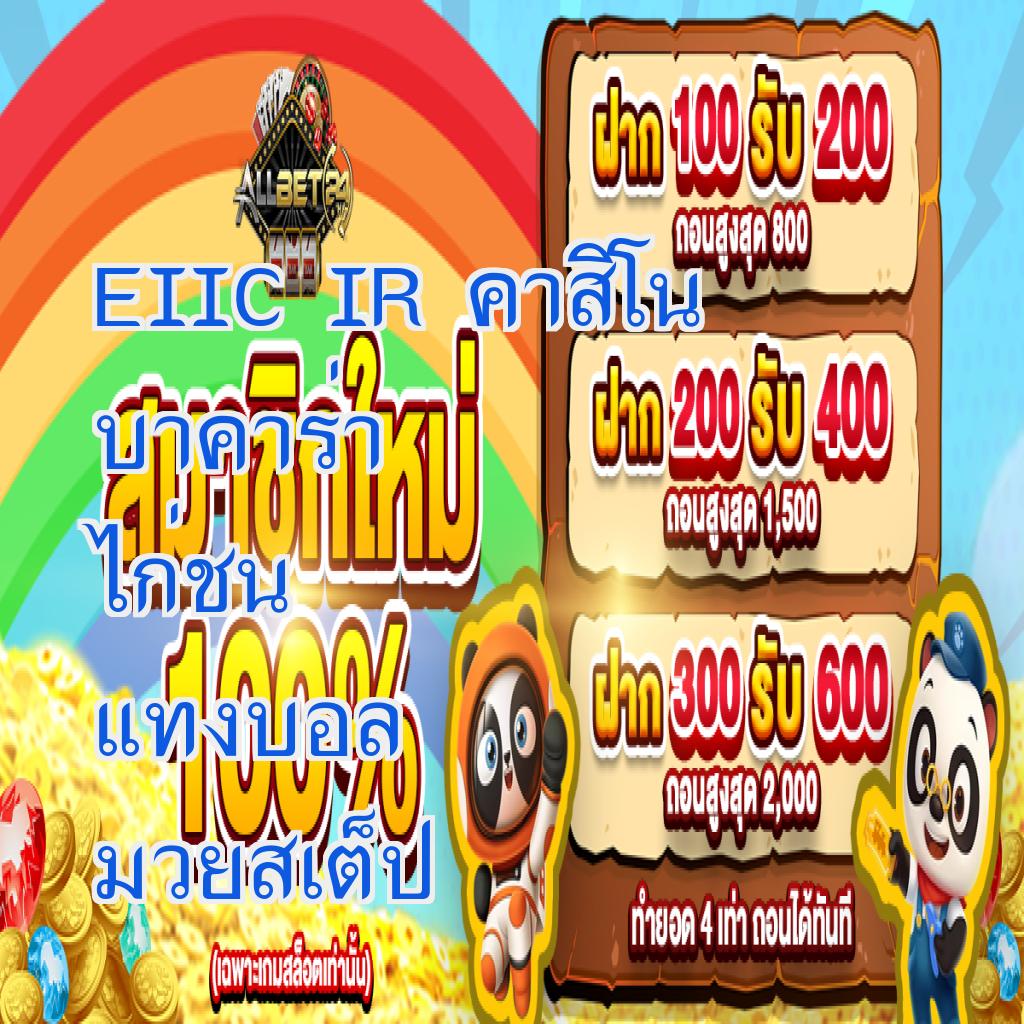 ALLBET24
EIIC IR คาสิโน
บาคาร่า
ไก่ชน
แทงบอล
มวยสเต็ป
สมาชิกใหม่
100%
(เฉพาะเกมสล็อตเท่านั้น)
ฝาก 100 รับ 200
ถอนสูงสุด 800
ฝาก 200 รับ 400
ถอนสูงสุด 1,500
ฝาก 300 รับ 600
ถอนสูงสุด 2,000
ทำยอด 4 เท่า ถอนได้ทันที